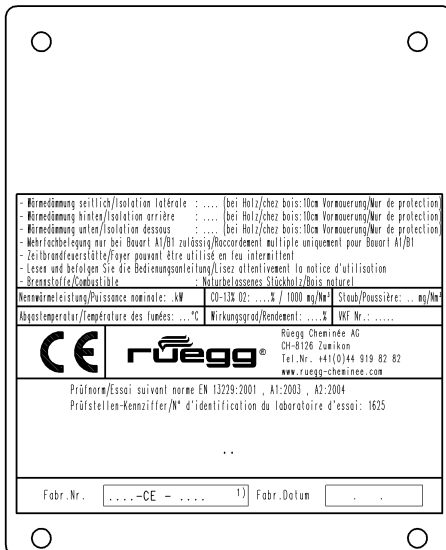 - Wärmedämmung seitlich/Isolation latérale : .... (bei Holz/chez bois:10cm Vormauerung/Mur de protection)
- Wärmedämmung hinten/Isolation arrière : .... (bei Holz/chez bois:10cm Vormauerung/Mur de protection)
- Wärmedämmung unten/Isolation dessous : .... (bei Holz/chez bois:10cm Vormauerung/Mur de protection)
- Mehrfachbelegung nur bei Bauart A1/B1 zulässig/Raccordement multiple uniquement pour Bauart A1/B1
- Zeitbrandfeuerstätte/Foyer pouvant être utilisé en feu intermittent
- Lesen und befolgen Sie die Bedienungsanleitung/Lisez attentivement la notice d'utilisation
- Brennstoffe/Combustible : Naturbelassenes Stückholz/Bois naturel
Nennwärmeleistung/Puissance nominale: .kW CO-13% O2: ....% / 1000 mg/Nm³ Staub/Poussière: .. mg/Nm³
Abgastemperatur/Température des fumées: ...°C Wirkungsgrad/Rendement: ....% VKF Nr.: .....
CE rüegg®
Rüegg Cheminée AG
CH-8126 Zumikon
Tel.Nr. +41(0)44 919 82 82
www.ruegg-cheminee.com
Prüfnorm/Essai suivant norme EN 13229:2001 , A1:2003 , A2:2004
Prüfstellen-Kennziffer/N° d'identification du laboratoire d'essai: 1625
..
Fabr.Nr. ....-CE - .... 1) Fabr.Datum . .